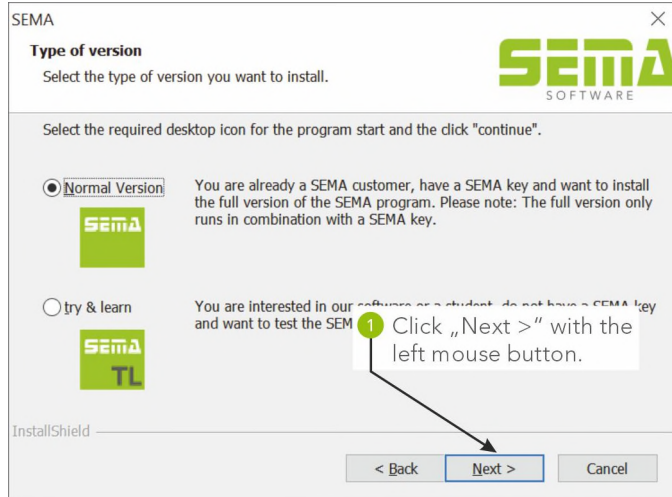 SEMA
Type of version
Select the type of version you want to install.
SEMA
SOFTWARE
Select the required desktop icon for the program start and the click "continue".
Normal Version
You are already a SEMA customer, have a SEMA key and want to install
the full version of the SEMA program. Please note: The full version only
runs in combination with a SEMA key.
SEMA
try & learn
You are interested in our software or a student, do not have a SEMA key
and want to test the SEM
SEMA
TL
1 Click „Next >“ with the
left mouse button.
InstallShield
< Back
Next >
Cancel